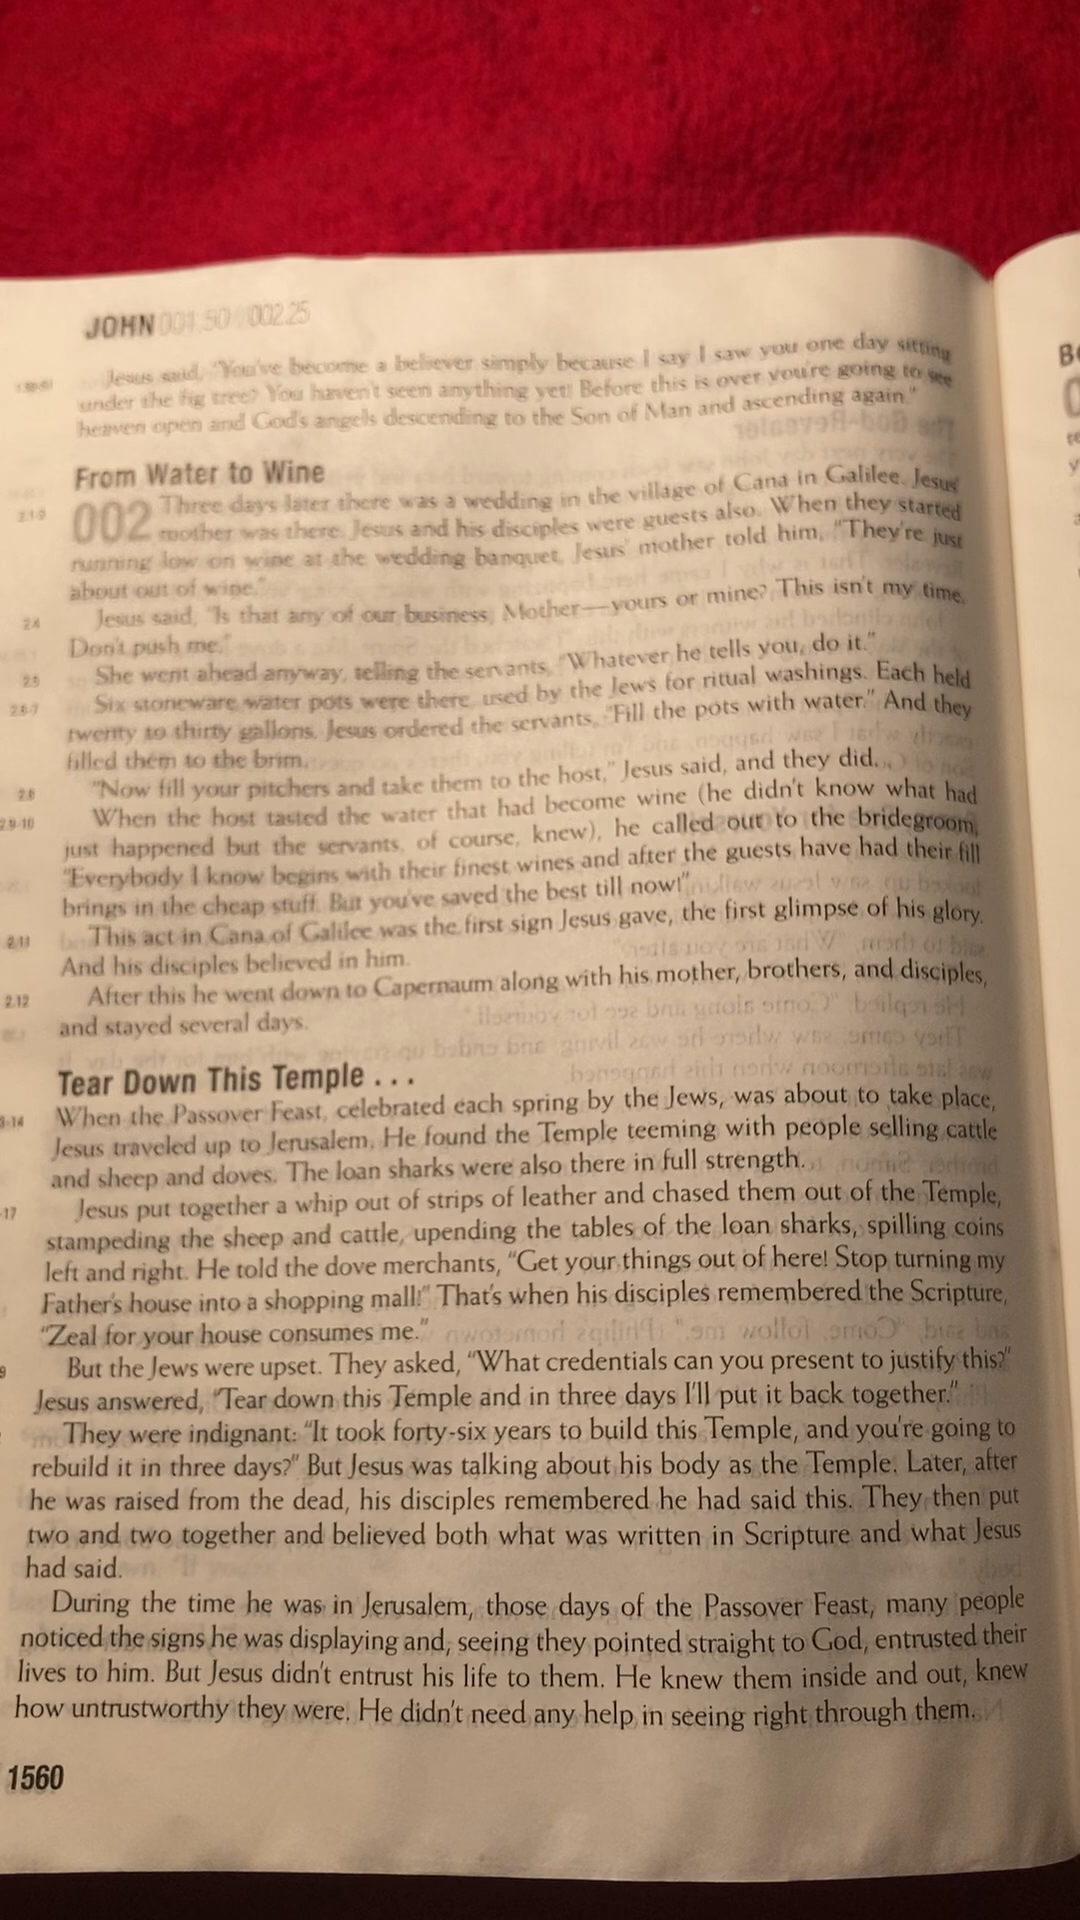 JOHN 001.50 002.25
1.50-51 Jesus said, "You've become a believer simply because I say I saw you one day sitting
under the fig tree? You haven't seen anything yet! Before this is over you're going to see
heaven open and God's angels descending to the Son of Man and ascending again."
From Water to Wine
2.1-3 002 Three days later there was a wedding in the village of Cana in Galilee. Jesus'
mother was there. Jesus and his disciples were guests also. When they started
running low on wine at the wedding banquet, Jesus' mother told him, "They're just
about out of wine."
2.4 Jesus said, "Is that any of our business, Mother—yours or mine? This isn't my time.
Don't push me."
2.5 She went ahead anyway, telling the servants, "Whatever he tells you, do it."
2.6-7 Six stoneware water pots were there, used by the Jews for ritual washings. Each held
twenty to thirty gallons. Jesus ordered the servants, "Fill the pots with water." And they
filled them to the brim.
2.8 "Now fill your pitchers and take them to the host," Jesus said, and they did.
2.9-10 When the host tasted the water that had become wine (he didn't know what had
just happened but the servants, of course, knew), he called out to the bridegroom,
"Everybody I know begins with their finest wines and after the guests have had their fill
brings in the cheap stuff. But you've saved the best till now!"
2.11 This act in Cana of Galilee was the first sign Jesus gave, the first glimpse of his glory.
And his disciples believed in him.
2.12 After this he went down to Capernaum along with his mother, brothers, and disciples,
and stayed several days.
Tear Down This Temple . . .
3-14 When the Passover Feast, celebrated each spring by the Jews, was about to take place,
Jesus traveled up to Jerusalem. He found the Temple teeming with people selling cattle
and sheep and doves. The loan sharks were also there in full strength.
-17 Jesus put together a whip out of strips of leather and chased them out of the Temple,
stampeding the sheep and cattle, upending the tables of the loan sharks, spilling coins
left and right. He told the dove merchants, "Get your things out of here! Stop turning my
Father's house into a shopping mall!" That's when his disciples remembered the Scripture,
"Zeal for your house consumes me."
9 But the Jews were upset. They asked, "What credentials can you present to justify this?"
Jesus answered, "Tear down this Temple and in three days I'll put it back together."
They were indignant: "It took forty-six years to build this Temple, and you're going to
rebuild it in three days?" But Jesus was talking about his body as the Temple. Later, after
he was raised from the dead, his disciples remembered he had said this. They then put
two and two together and believed both what was written in Scripture and what Jesus
had said.
During the time he was in Jerusalem, those days of the Passover Feast, many people
noticed the signs he was displaying and, seeing they pointed straight to God, entrusted their
lives to him. But Jesus didn't entrust his life to them. He knew them inside and out, knew
how untrustworthy they were. He didn't need any help in seeing right through them.
1560